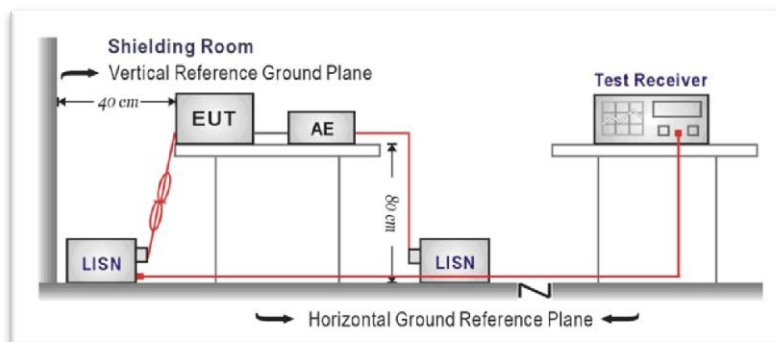 Shielding Room
Vertical Reference Ground Plane
40 cm
EUT
AE
Test Receiver
80 cm
LISN
LISN
Horizontal Ground Reference Plane